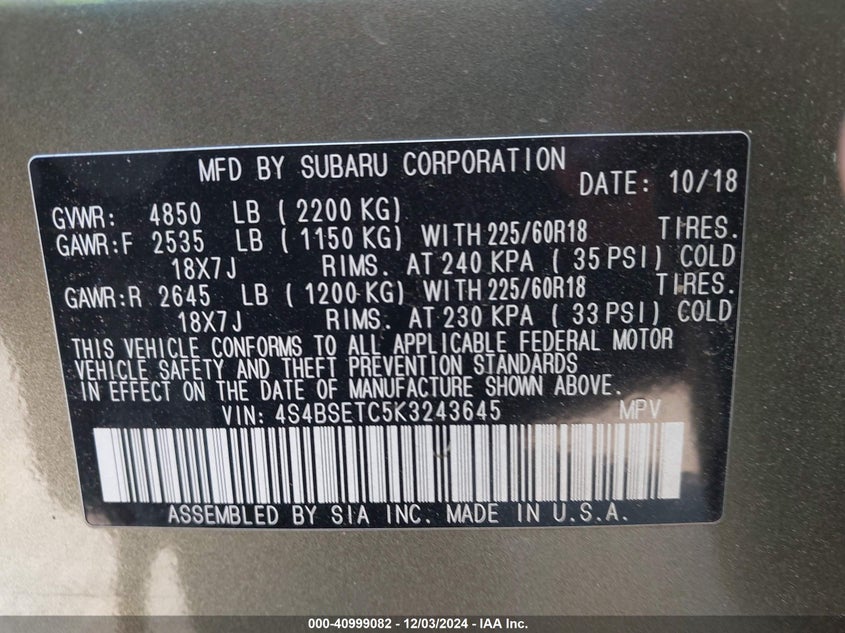 MFD BY SUBARU CORPORATION
DATE: 10/18
GVWR: 4850 LB ( 2200 KG)
GAWR:F 2535 LB ( 1150 KG) WITH 225/60R18 TIRES.
18X7J RIMS. AT 240 KPA ( 35 PSI) COLD
GAWR:R 2645 LB ( 1200 KG) WITH 225/60R18 TIRES.
18X7J RIMS. AT 230 KPA ( 33 PSI) COLD
THIS VEHICLE CONFORMS TO ALL APPLICABLE FEDERAL MOTOR
VEHICLE SAFETY AND THEFT PREVENTION STANDARDS
IN EFFECT ON THE DATE OF MANUFACTURE SHOWN ABOVE.
VIN: 4S4BSETC5K3243645 MPV
ASSEMBLED BY SIA INC. MADE IN U.S.A.
000-40999082 - 12/03/2024 - IAA Inc.